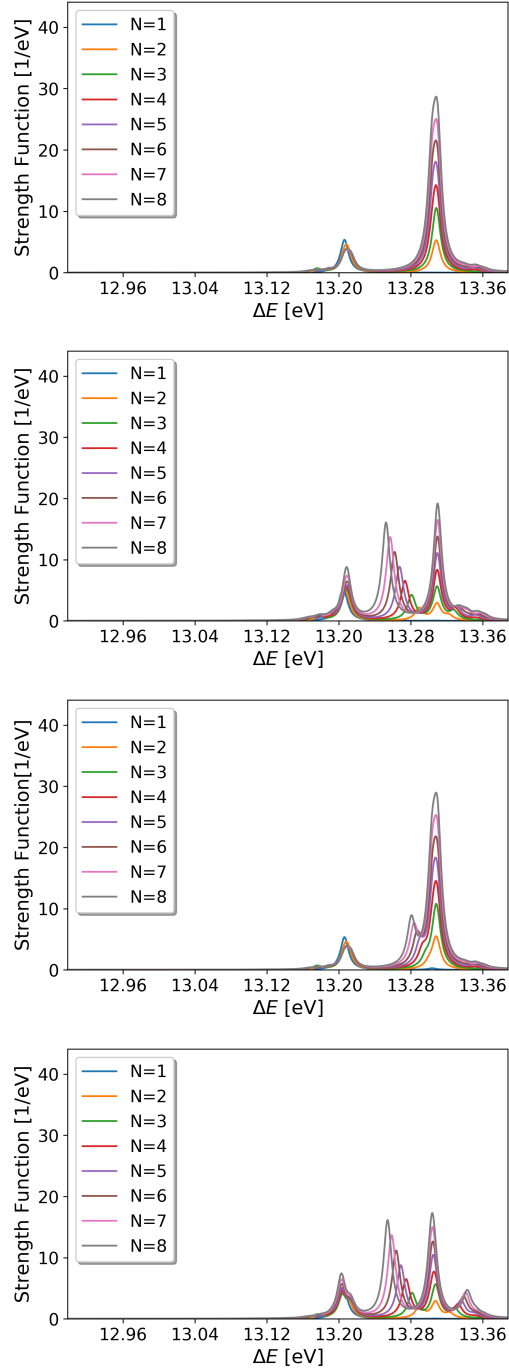 Strength Function [1/eV]
40
30
20
10
0
N=1
N=2
N=3
N=4
N=5
N=6
N=7
N=8
12.96 13.04 13.12 13.20 13.28 13.36
ΔE [eV]
Strength Function [1/eV]
40
30
20
10
0
N=1
N=2
N=3
N=4
N=5
N=6
N=7
N=8
12.96 13.04 13.12 13.20 13.28 13.36
ΔE [eV]
Strength Function[1/eV]
40
30
20
10
0
N=1
N=2
N=3
N=4
N=5
N=6
N=7
N=8
12.96 13.04 13.12 13.20 13.28 13.36
ΔE [eV]
Strength Function [1/eV]
40
30
20
10
0
N=1
N=2
N=3
N=4
N=5
N=6
N=7
N=8
12.96 13.04 13.12 13.20 13.28 13.36
ΔE [eV]